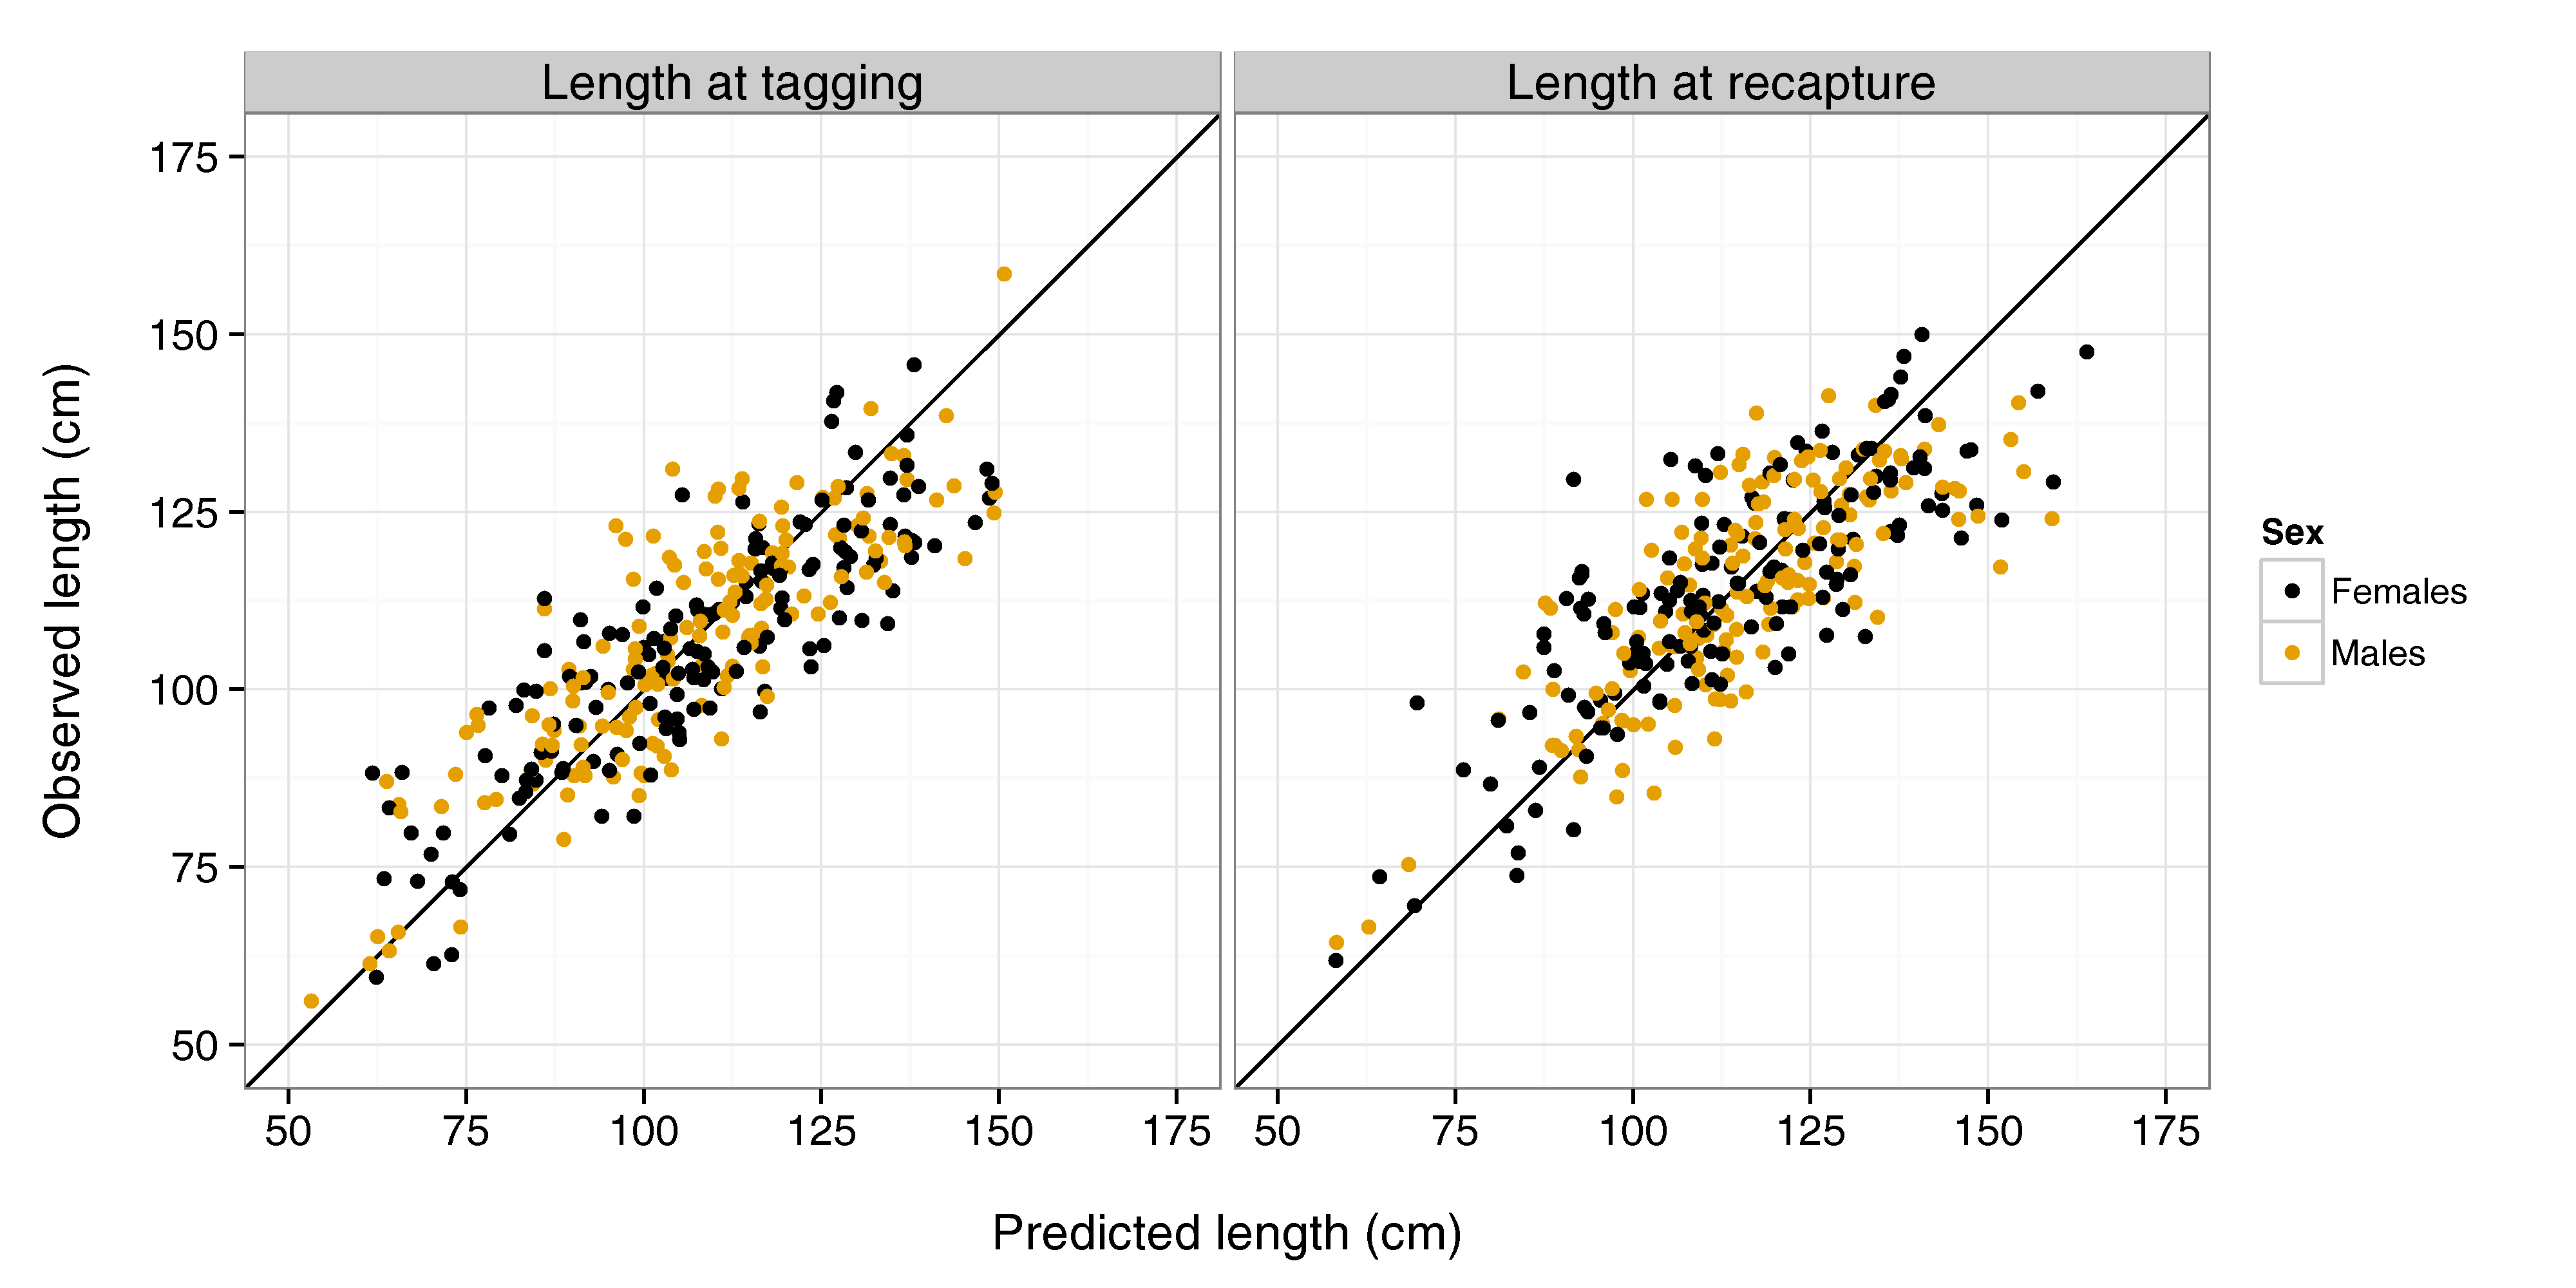 Length at tagging
Length at recapture
175
150
125
100
75
50
Observed length (cm)
50 75 100 125 150 175
50 75 100 125 150 175
Predicted length (cm)
Sex
Females
Males